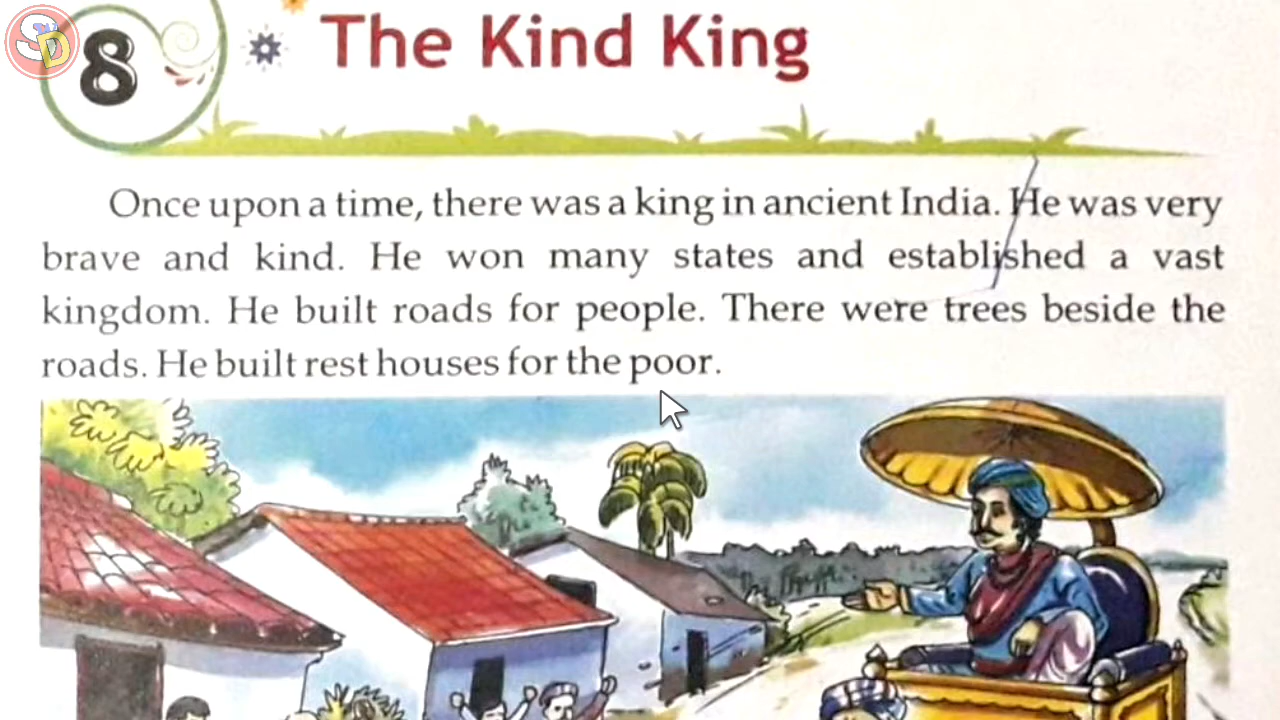 SD
8
The Kind King
Once upon a time, there was a king in ancient India. He was very
brave and kind. He won many states and established a vast
kingdom. He built roads for people. There were trees beside the
roads. He built rest houses for the poor.